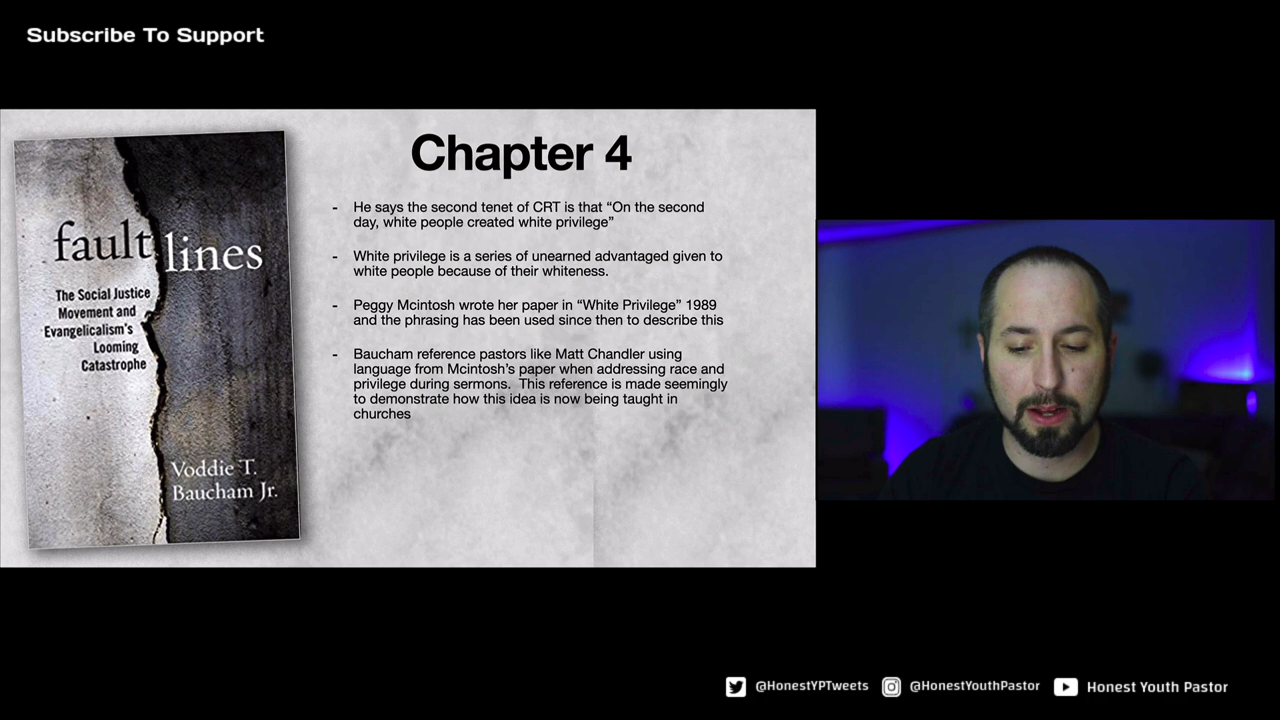 Subscribe To Support
Chapter 4
fault lines
The Social Justice
Movement and
Evangelicalism's
Looming
Catastrophe
Voddie T.
Baucham Jr.
- He says the second tenet of CRT is that “On the second
day, white people created white privilege”
- White privilege is a series of unearned advantaged given to
white people because of their whiteness.
- Peggy Mcintosh wrote her paper in “White Privilege” 1989
and the phrasing has been used since then to describe this
- Baucham reference pastors like Matt Chandler using
language from Mcintosh’s paper when addressing race and
privilege during sermons. This reference is made seemingly
to demonstrate how this idea is now being taught in
churches
@HonestYPTweets @HonestYouthPastor Honest Youth Pastor